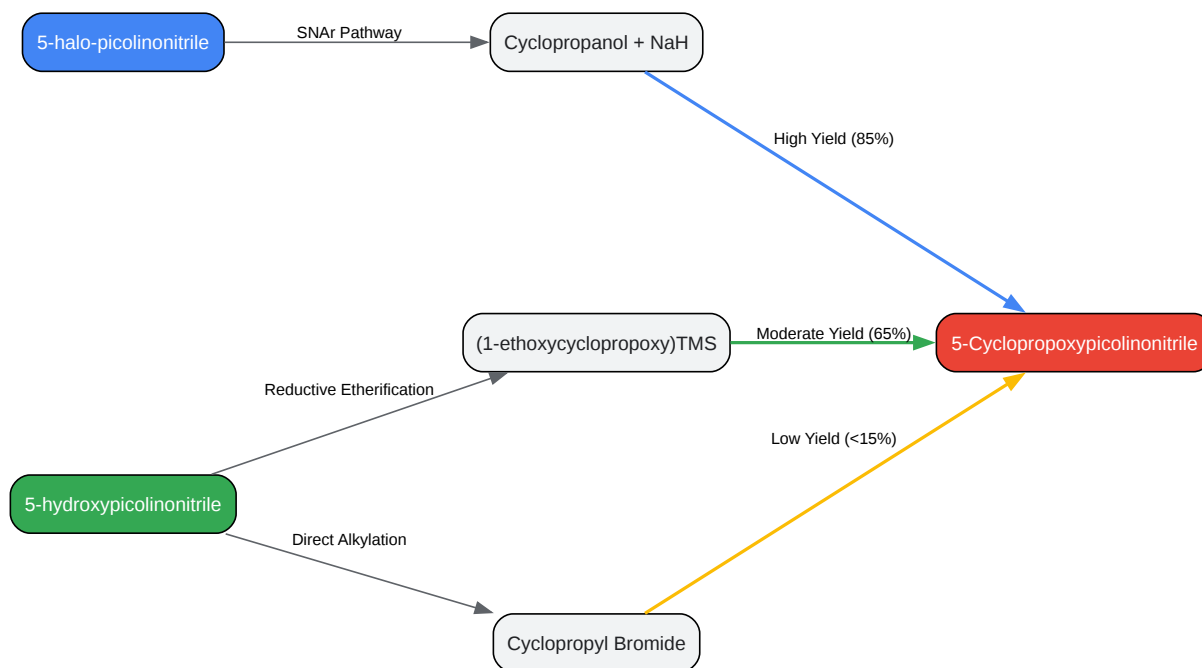 5-halo-picolinonitrile
SNAr Pathway
Cyclopropanol + NaH
High Yield (85%)
(1-ethoxycyclopropoxy)TMS
Moderate Yield (65%)
5-Cyclopropoxypicolinonitrile
Reductive Etherification
Low Yield (<15%)
5-hydroxypicolinonitrile
Direct Alkylation
Cyclopropyl Bromide